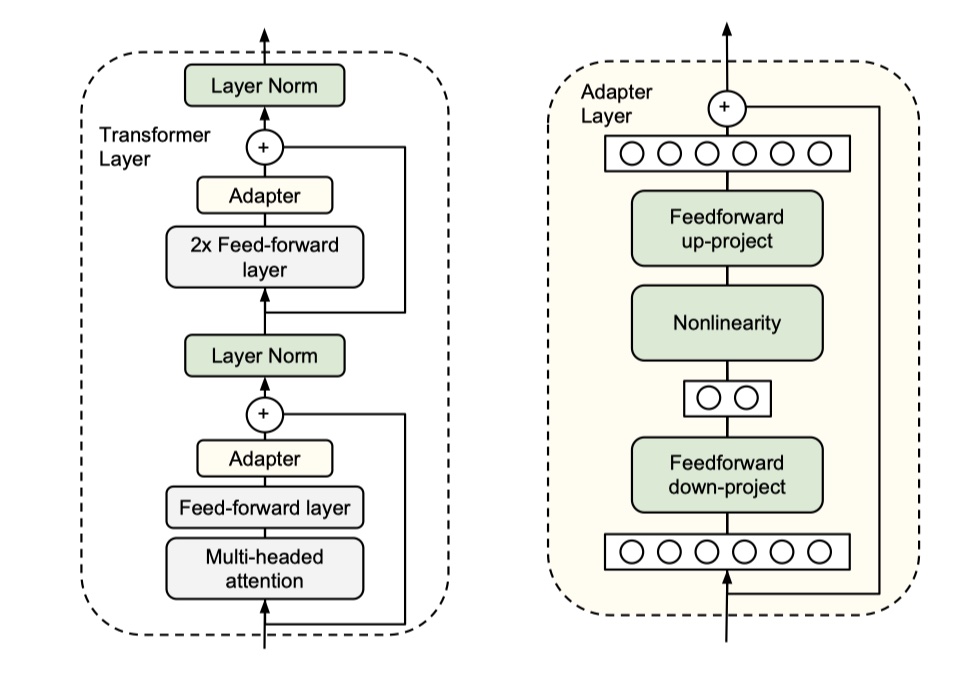 Transformer
Layer
Layer Norm
+
Adapter
2x Feed-forward
layer
Layer Norm
+
Adapter
Feed-forward layer
Multi-headed
attention
Adapter
Layer
+
Feedforward
up-project
Nonlinearity
Feedforward
down-project